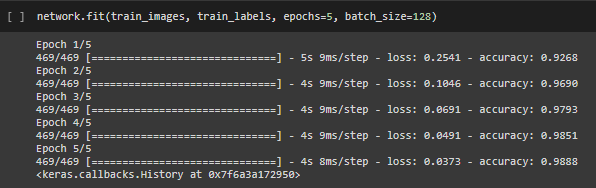 [ ] network.fit(train_images, train_labels, epochs=5, batch_size=128)
Epoch 1/5
469/469 [==============================] - 5s 9ms/step - loss: 0.2541 - accuracy: 0.9268
Epoch 2/5
469/469 [==============================] - 4s 9ms/step - loss: 0.1046 - accuracy: 0.9690
Epoch 3/5
469/469 [==============================] - 4s 9ms/step - loss: 0.0691 - accuracy: 0.9793
Epoch 4/5
469/469 [==============================] - 4s 9ms/step - loss: 0.0491 - accuracy: 0.9851
Epoch 5/5
469/469 [==============================] - 4s 8ms/step - loss: 0.0373 - accuracy: 0.9888
<keras.callbacks.History at 0x7f6a3a172950>